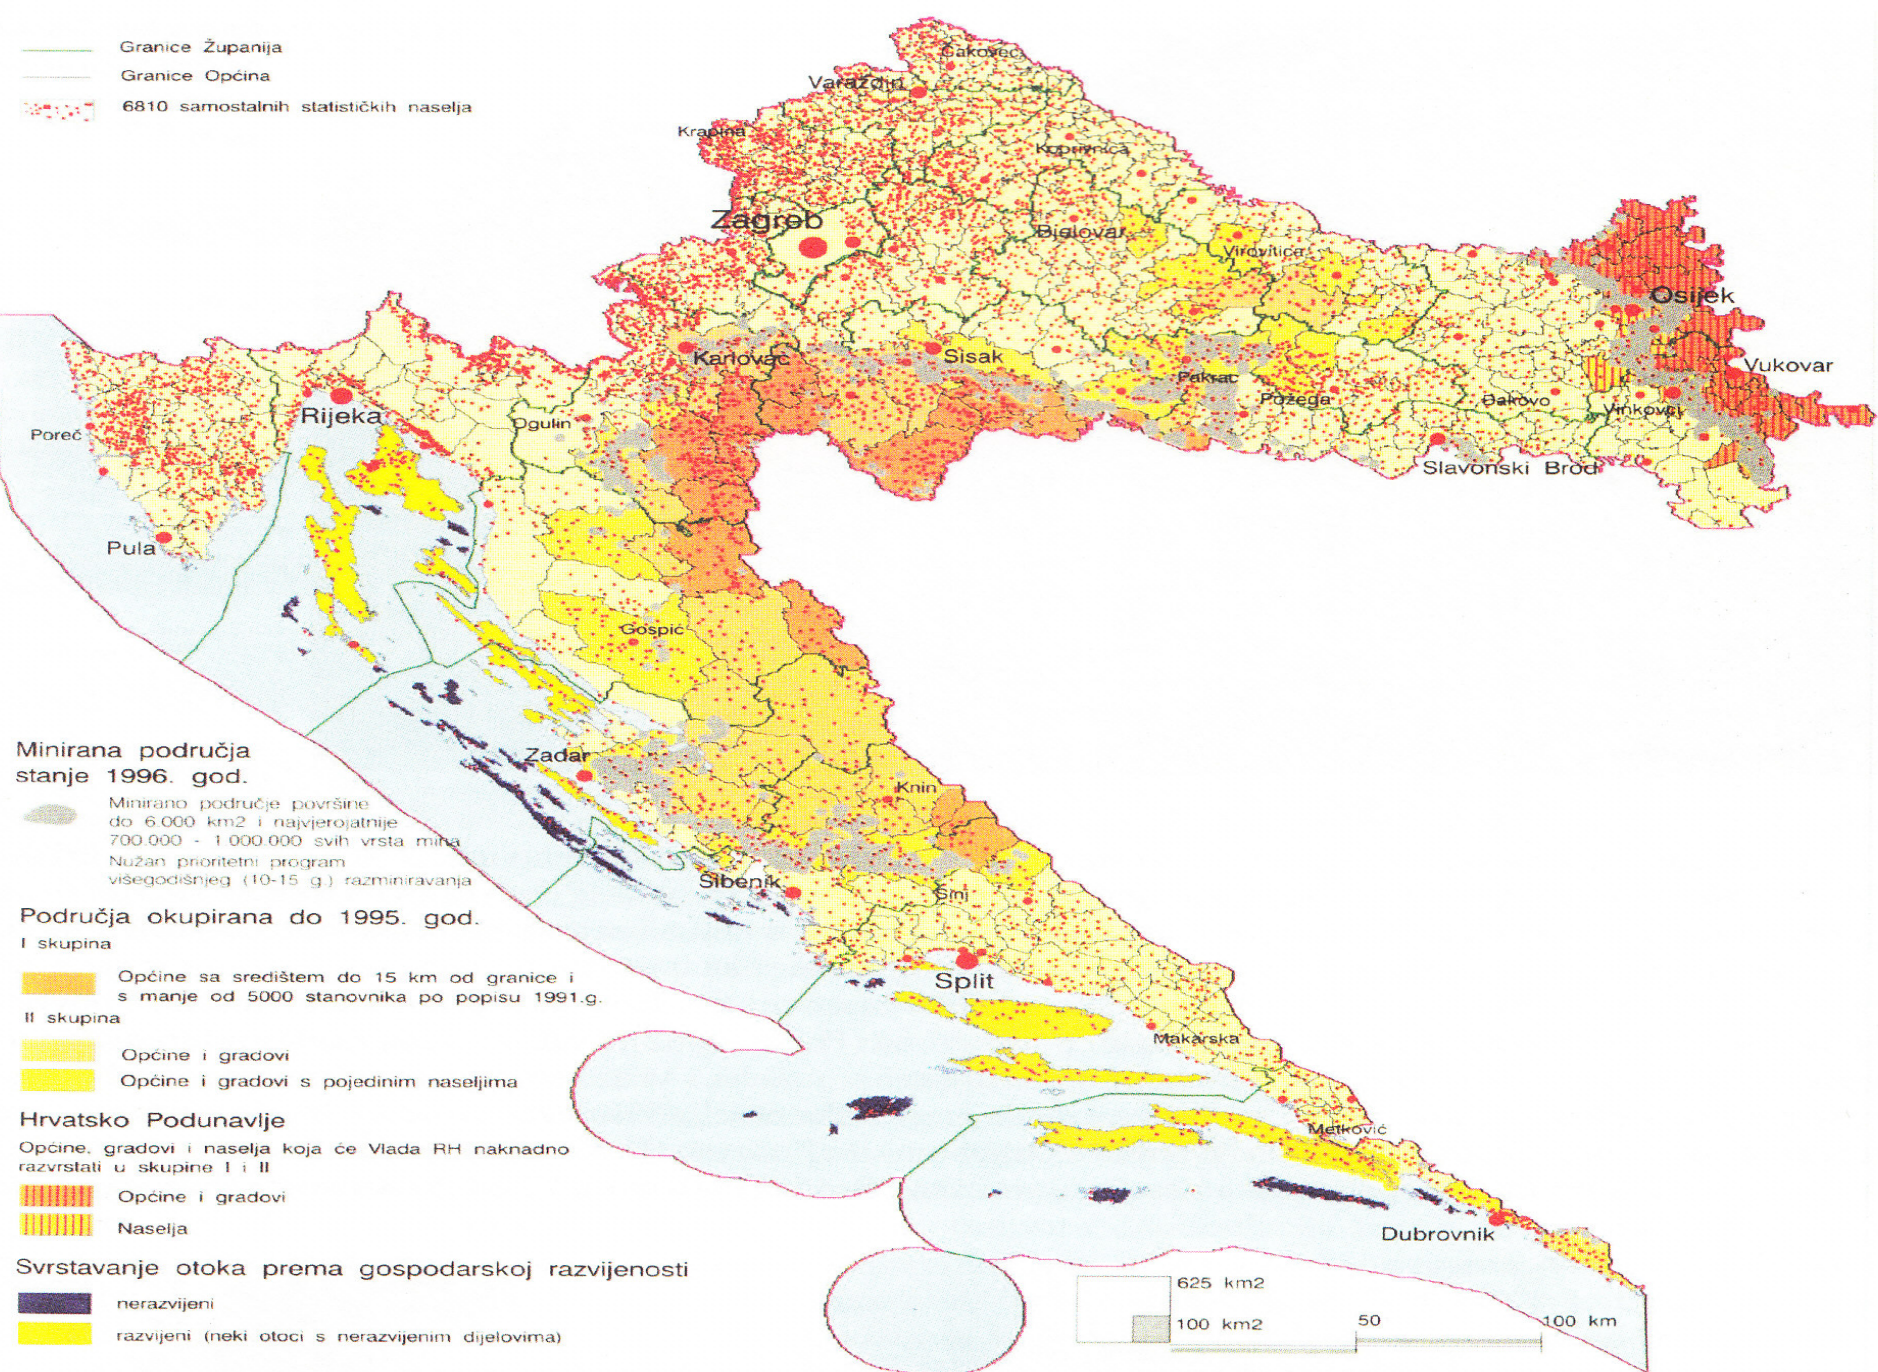 Granice Županija
Granice Općina
6810 samostalnih statističkih naselja
Čakovec
Varaždin
Krapina
Koprivnica
Zagreb
Bjelovar
Virovitica
Osijek
Karlovac
Sisak
Vukovar
Pakrac
Rijeka
Požega
Đakovo
Vinkovci
Poreč
Ogulin
Slavonski Brod
Pula
Gospić
Zadar
Knin
Šibenik
Sinj
Split
Makarska
Metković
Dubrovnik
Minirana područja
stanje 1996. god.
Minirano područje površine
do 6.000 km2 i najvjerojatnije
700.000 - 1.000.000 svih vrsta mina
Nužan prioritetni program
višegodišnjeg (10-15 g.) razminiravanja
Područja okupirana do 1995. god.
I skupina
Općine sa središtem do 15 km od granice i
s manje od 5000 stanovnika po popisu 1991.g.
II skupina
Općine i gradovi
Općine i gradovi s pojedinim naseljima
Hrvatsko Podunavlje
Općine, gradovi i naselja koja će Vlada RH naknadno
razvrstati u skupine I i II
Općine i gradovi
Naselja
Svrstavanje otoka prema gospodarskoj razvijenosti
nerazvijeni
razvijeni (neki otoci s nerazvijenim dijelovima)
625 km2
100 km2
50
100 km